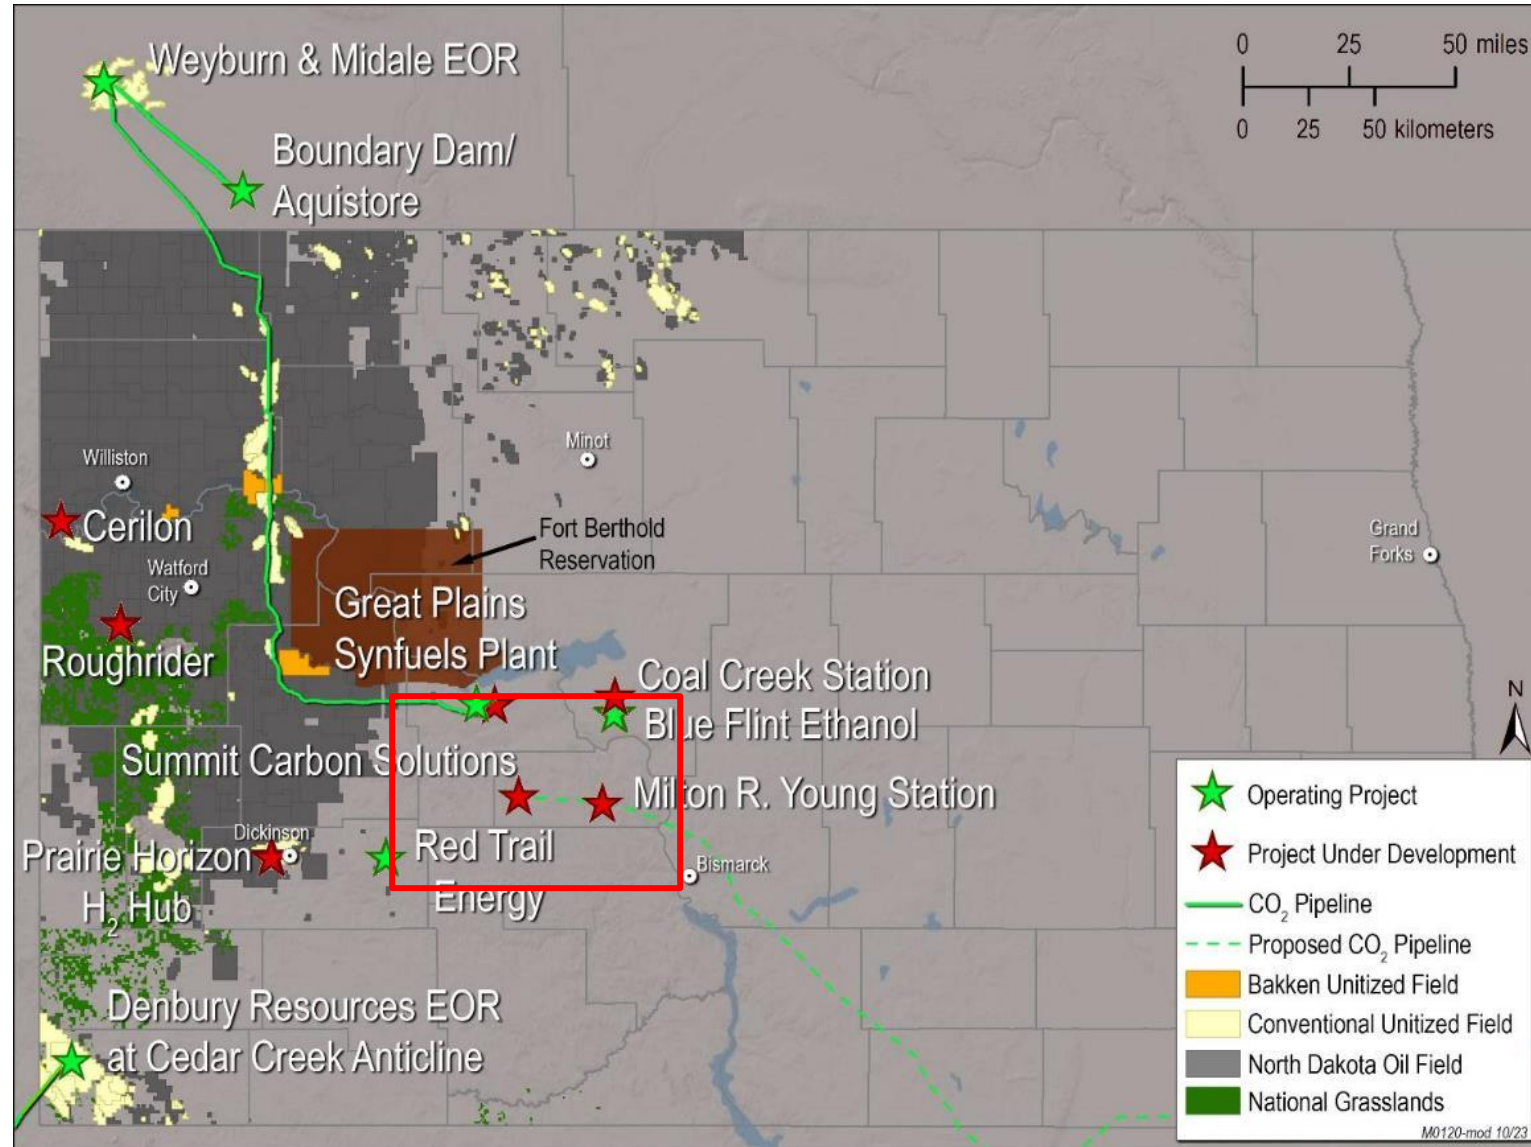 Weyburn & Midale EOR
0 25 50 miles
0 25 50 kilometers
Boundary Dam/
Aquistore
Minot
Williston
Cerilon
Fort Berthold
Reservation
Grand
Forks
Watford
City
Great Plains
Synfuels Plant
Roughrider
Coal Creek Station
Blue Flint Ethanol
N
Summit Carbon Solutions
Milton R. Young Station
Dickinson
Prairie Horizon
H₂ Hub
Red Trail
Energy
Bismarck
Denbury Resources EOR
at Cedar Creek Anticline
Operating Project
Project Under Development
CO₂ Pipeline
Proposed CO₂ Pipeline
Bakken Unitized Field
Conventional Unitized Field
North Dakota Oil Field
National Grasslands
M0120-mod 10/23